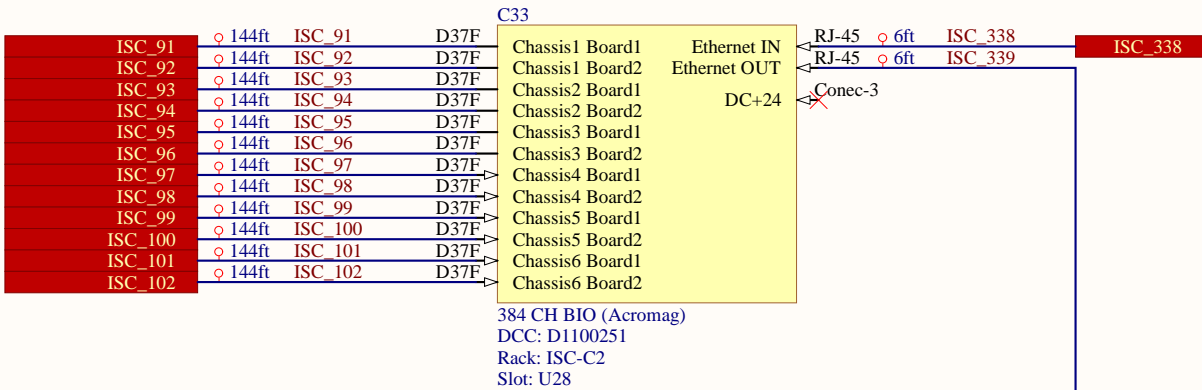 C33
ISC_91 144ft ISC_91 D37F Chassis1 Board1 Ethernet IN RJ-45 6ft ISC_338 ISC_338
ISC_92 144ft ISC_92 D37F Chassis1 Board2 Ethernet OUT RJ-45 6ft ISC_339
ISC_93 144ft ISC_93 D37F Chassis2 Board1
ISC_94 144ft ISC_94 D37F Chassis2 Board2 DC+24 Conec-3
ISC_95 144ft ISC_95 D37F Chassis3 Board1
ISC_96 144ft ISC_96 D37F Chassis3 Board2
ISC_97 144ft ISC_97 D37F Chassis4 Board1
ISC_98 144ft ISC_98 D37F Chassis4 Board2
ISC_99 144ft ISC_99 D37F Chassis5 Board1
ISC_100 144ft ISC_100 D37F Chassis5 Board2
ISC_101 144ft ISC_101 D37F Chassis6 Board1
ISC_102 144ft ISC_102 D37F Chassis6 Board2
384 CH BIO (Acromag)
DCC: D1100251
Rack: ISC-C2
Slot: U28